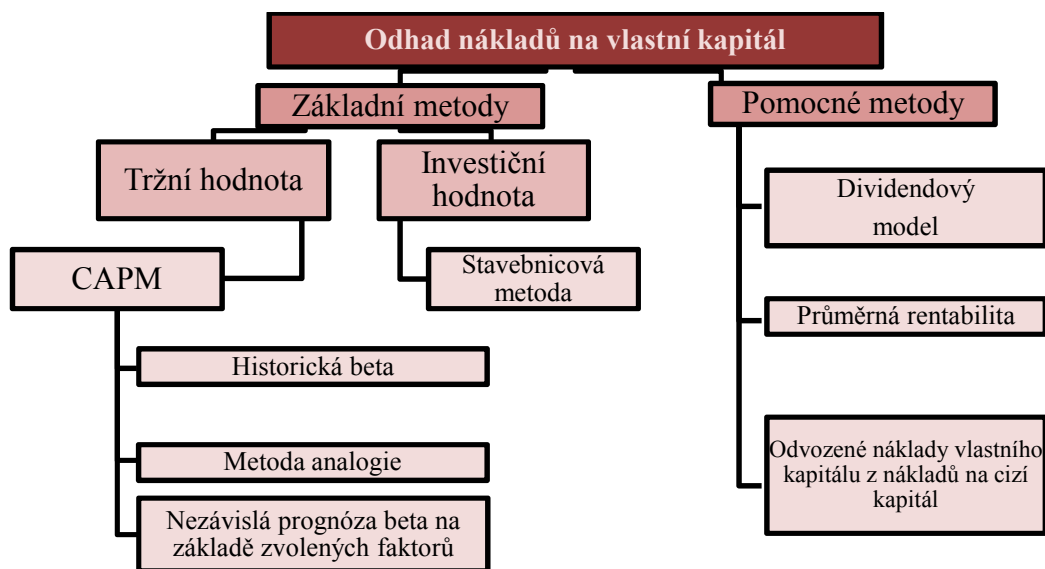 Odhad nákladů na vlastní kapitál
Základní metody
Pomocné metody
Tržní hodnota
Investiční
hodnota
Dividendový
model
CAPM
Stavebnicová
metoda
Průměrná rentabilita
Historická beta
Metoda analogie
Odvozené náklady vlastního
kapitálu z nákladů na cizí
kapitál
Nezávislá prognóza beta na
základě zvolených faktorů